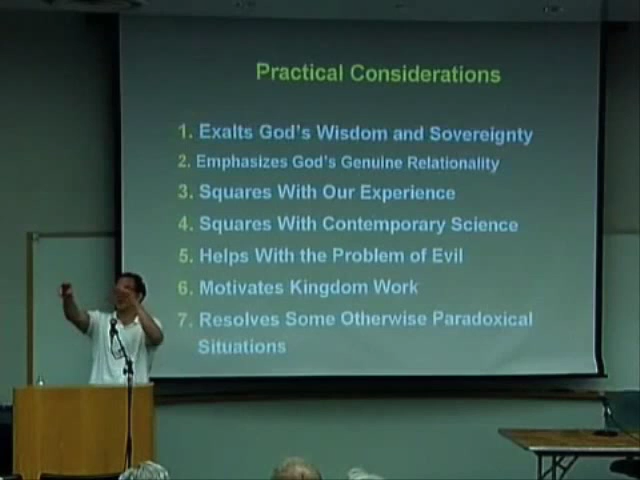 Practical Considerations
1. Exalts God's Wisdom and Sovereignty
2. Emphasizes God's Genuine Relationality
3. Squares With Our Experience
4. Squares With Contemporary Science
5. Helps With the Problem of Evil
6. Motivates Kingdom Work
7. Resolves Some Otherwise Paradoxical
Situations